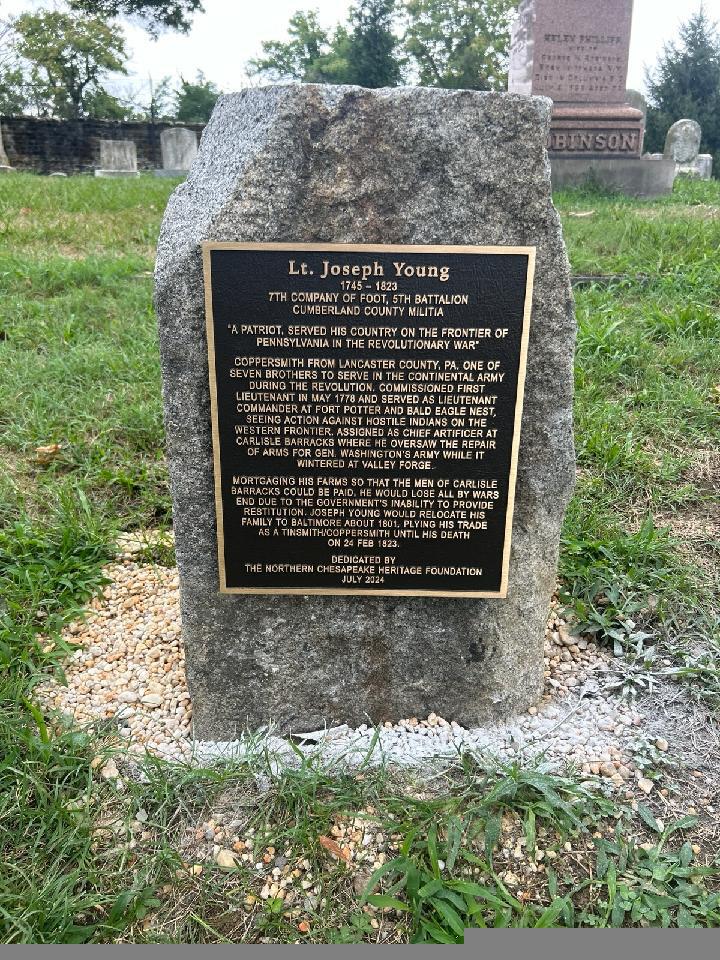 HELEN PHILLIPS
ROBINSON
Lt. Joseph Young
1745 – 1823
7TH COMPANY OF FOOT, 5TH BATTALION
CUMBERLAND COUNTY MILITIA
"A PATRIOT, SERVED HIS COUNTRY ON THE FRONTIER OF
PENNSYLVANIA IN THE REVOLUTIONARY WAR"
COPPERSMITH FROM LANCASTER COUNTY, PA. ONE OF
SEVEN BROTHERS TO SERVE IN THE CONTINENTAL ARMY
DURING THE REVOLUTION. COMMISSIONED FIRST
LIEUTENANT IN MAY 1778 AND SERVED AS LIEUTENANT
COMMANDER AT FORT POTTER AND BALD EAGLE NEST,
SEEING ACTION AGAINST HOSTILE INDIANS ON THE
WESTERN FRONTIER. ASSIGNED AS CHIEF ARTIFICER AT
CARLISLE BARRACKS WHERE HE OVERSAW THE REPAIR
OF ARMS FOR GEN. WASHINGTON'S ARMY WHILE IT
WINTERED AT VALLEY FORGE.
MORTGAGING HIS FARMS SO THAT THE MEN OF CARLISLE
BARRACKS COULD BE PAID, HE WOULD LOSE ALL BY WARS
END DUE TO THE GOVERNMENT'S INABILITY TO PROVIDE
RESTITUTION. JOSEPH YOUNG WOULD RELOCATE HIS
FAMILY TO BALTIMORE ABOUT 1801, PLYING HIS TRADE
AS A TINSMITH/COPPERSMITH UNTIL HIS DEATH
ON 24 FEB 1823.
DEDICATED BY
THE NORTHERN CHESAPEAKE HERITAGE FOUNDATION
JULY 2024